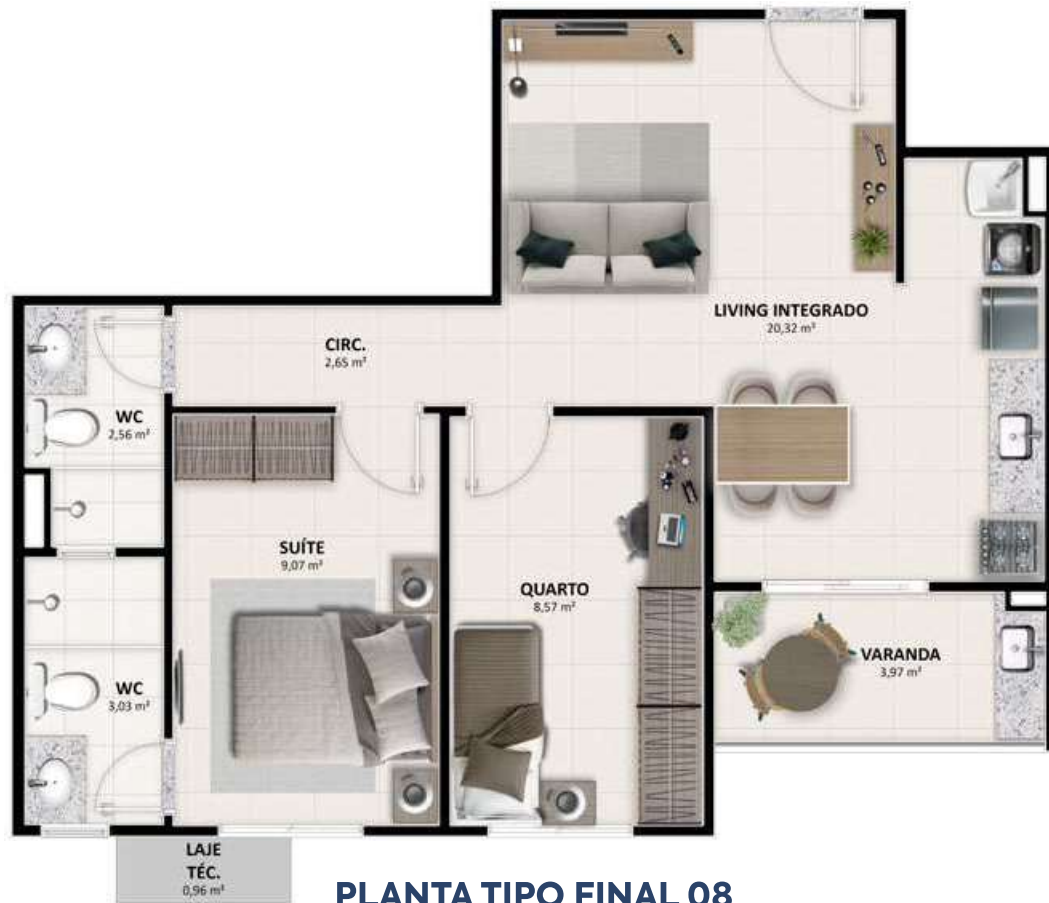 LIVING INTEGRADO
20,32 m²
CIRC.
2,65 m²
WC
2,56 m²
SUÍTE
9,07 m²
QUARTO
8,57 m²
VARANDA
3,97 m²
WC
3,03 m²
LAJE
TÉC.
0,96 m²
PLANTA TIPO FINAL 08